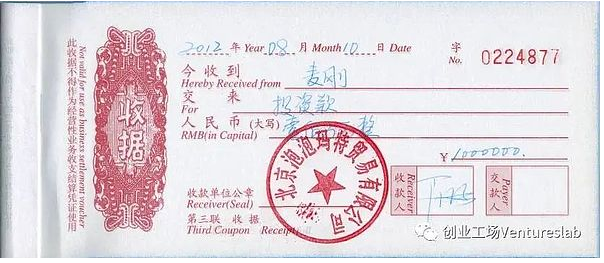 2012 年 Year 08 月 Month 10 日 Date 字 No. 0224877
今收到 麦刚
Hereby Received from
交来 投资款
For
人民币(大写) 整
RMB(in Capital)
¥ 1000000.
收款单位公章
Receiver(Seal)
收款人
Receiver
交款人
Payer
第三联 收据
Third Coupon Receipt
收据
此收据不得作为经营性业务收支结算凭证使用
Not valid for use as business settlement voucher
北京泡泡玛特贸易有限公司
创业工场Ventureslab